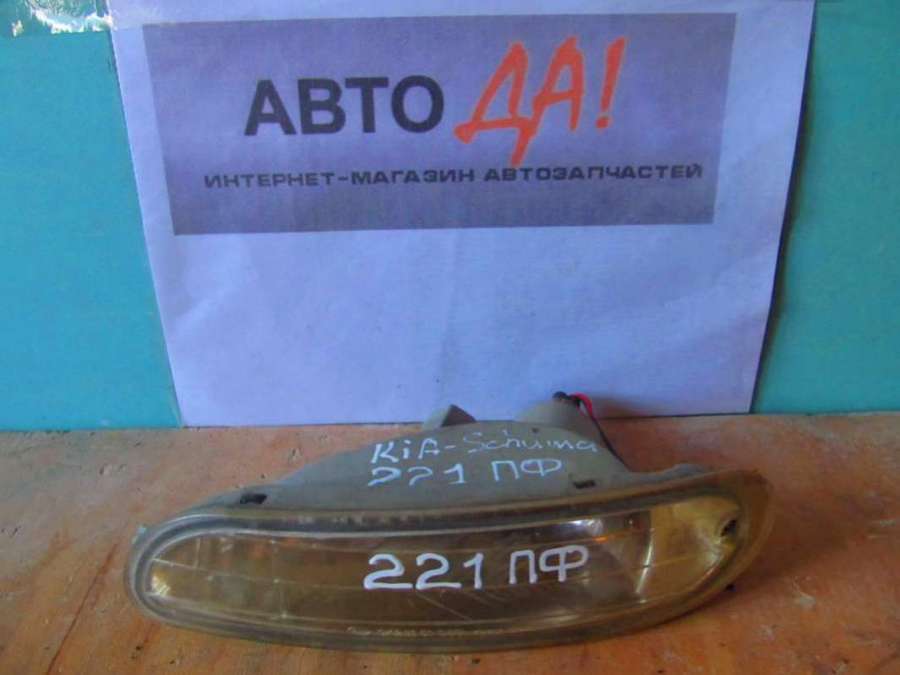 АВТО ДА!
ИНТЕРНЕТ-МАГАЗИН АВТОЗАПЧАСТЕЙ
KiA-Schuma
221 ПФ
221 ПФ